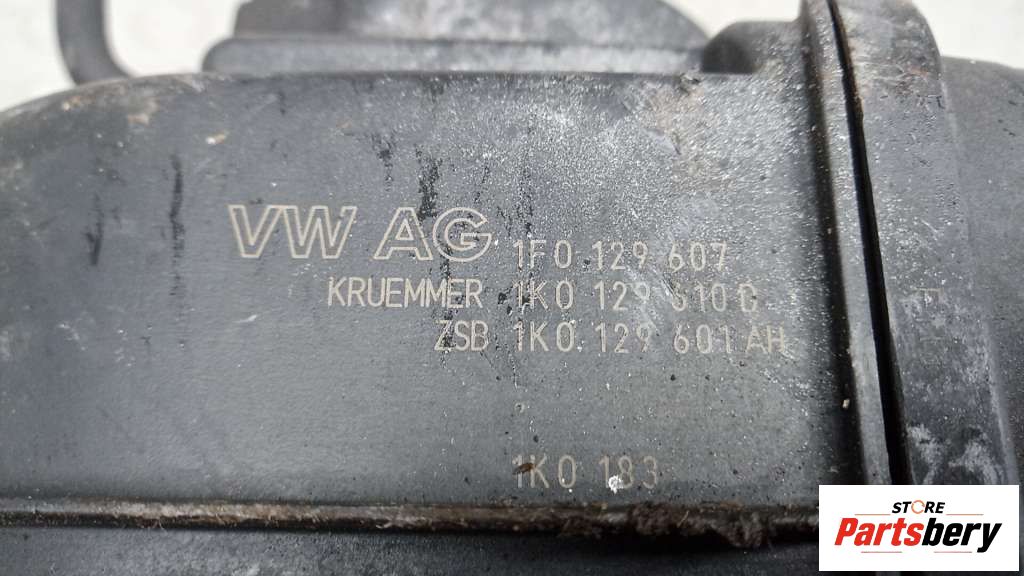 VW AG 1F0 129 607
KRUEMMER 1K0 129 610
ZSB 1K0 129 601 AH
1K0 183
STORE
Partsbery